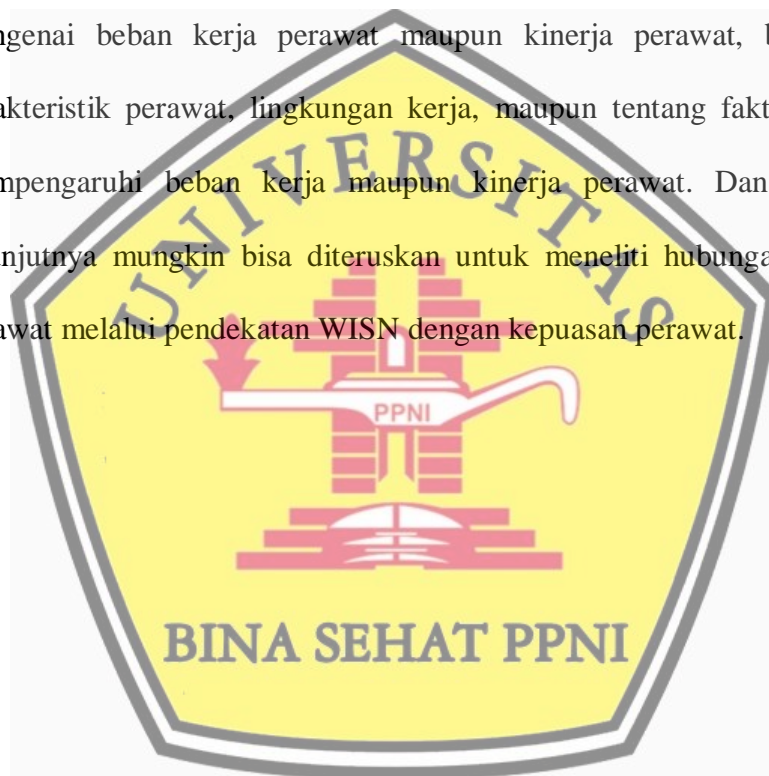 ngenai beban kerja perawat maupun kinerja perawat, b
akteristik perawat, lingkungan kerja, maupun tentang fakt
mpengaruhi beban kerja maupun kinerja perawat. Dan
anjutnya mungkin bisa diteruskan untuk meneliti hubunga
awat melalui pendekatan WISN dengan kepuasan perawat.
UNIVERSITAS
PPNI
BINA SEHAT PPNI